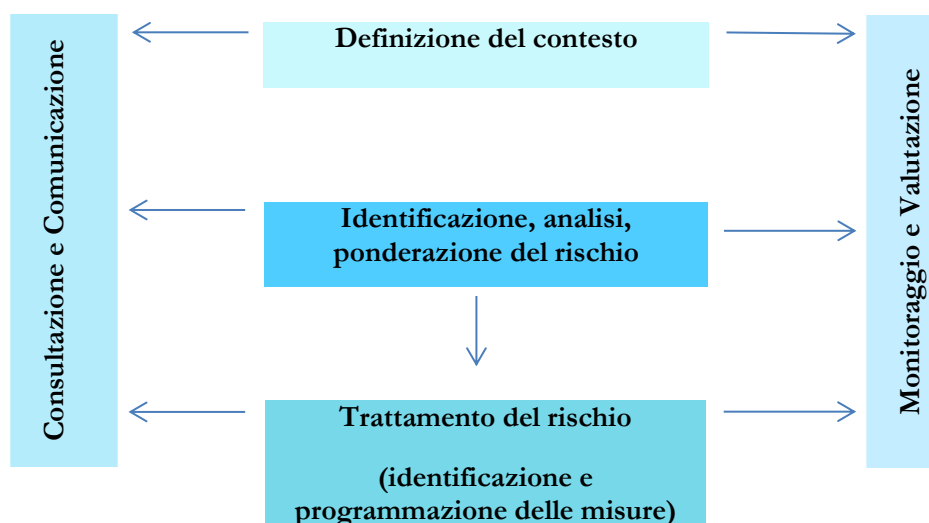 Consultazione e Comunicazione
Definizione del contesto
Identificazione, analisi,
ponderazione del rischio
Trattamento del rischio
(identificazione e
programmazione delle misure)
Monitoraggio e Valutazione